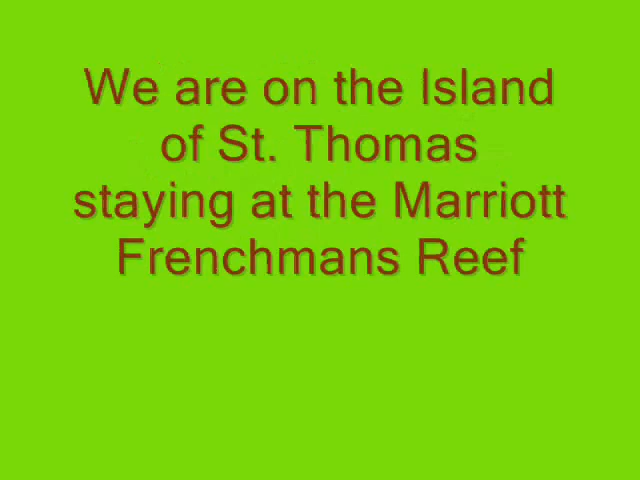 We are on the Island
of St. Thomas
staying at the Marriott
Frenchmans Reef